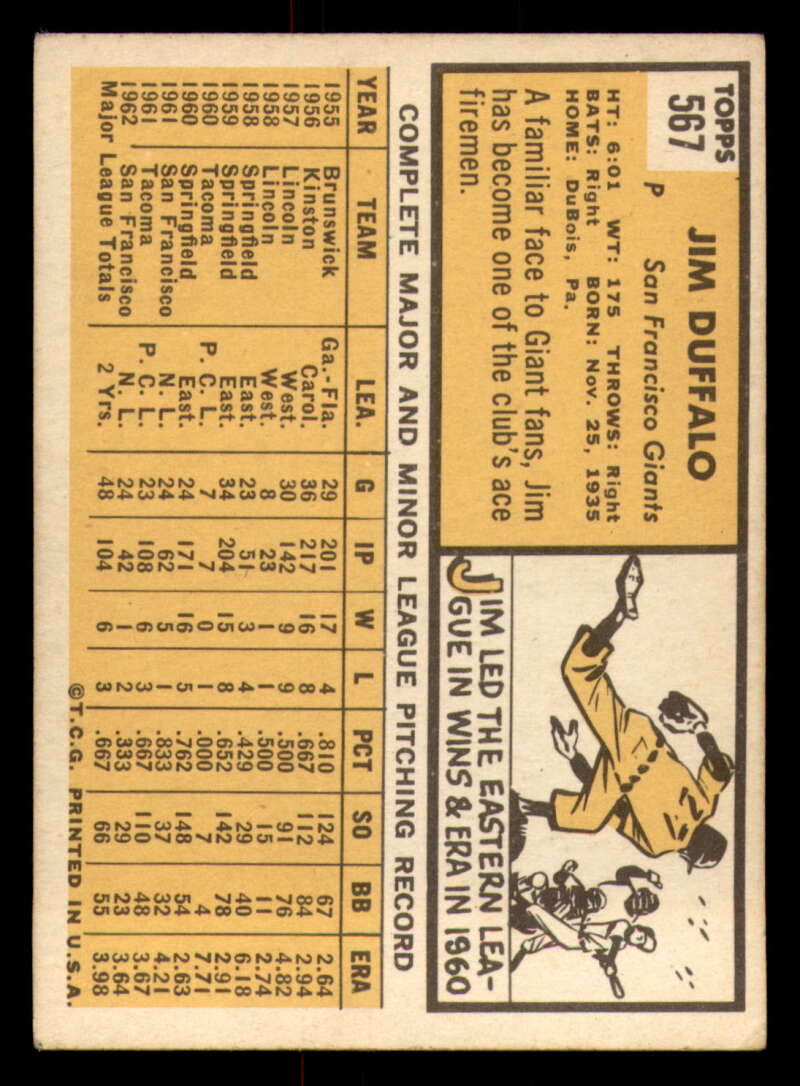 TOPPS
567
JIM DUFFALO
P San Francisco Giants
HT: 6:01 WT: 175 THROWS: Right
BATS: Right BORN: Nov. 25, 1935
HOME: DuBois, Pa.
A familiar face to Giant fans, Jim
has become one of the club's ace
firemen.
JIM LED THE EASTERN LEA-
GUE IN WINS & ERA IN 1960
COMPLETE MAJOR AND MINOR LEAGUE PITCHING RECORD
YEAR TEAM LEA. G IP W L PCT SO BB ERA
1955 Brunswick Ga.-Fla. 29 201 17 4 .810 124 67 2.64
1956 Kinston Carol. 36 217 16 8 .667 112 84 2.94
1957 Lincoln West. 30 142 9 9 .500 91 76 4.82
1958 Lincoln West. 8 23 1 1 .500 15 11 2.74
1958 Springfield East. 23 51 3 4 .429 29 40 6.18
1959 Springfield East. 34 204 15 8 .652 142 78 2.91
1960 Tacoma P. C. L. 7 7 0 1 .000 7 4 7.71
1960 Springfield East. 24 171 16 5 .762 148 54 2.63
1961 San Francisco N. L. 24 62 5 1 .833 37 32 4.21
1961 Tacoma P. C. L. 23 108 6 3 .667 110 48 3.67
1962 San Francisco N. L. 24 42 1 2 .333 29 23 3.64
Major League Totals 2 Yrs. 48 104 6 3 .667 66 55 3.98
©T.C.G. PRINTED IN U.S.A.